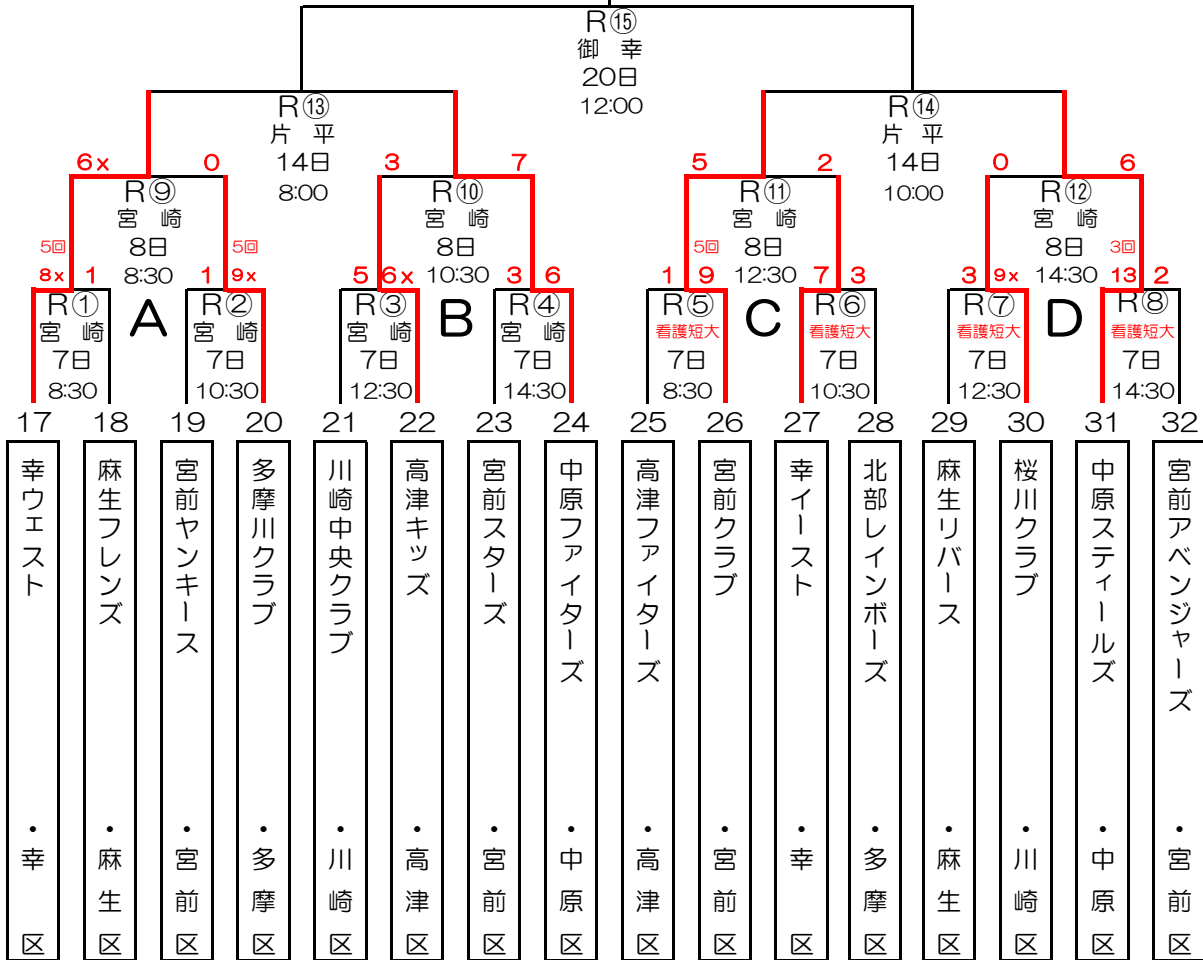 R⑮
御 幸
20日
12:00
R⑬
片 平
14日
8:00
R⑭
片 平
14日
10:00
6x 0
R⑨
宮 崎
8日
8:30
3 7
R⑩
宮 崎
8日
10:30
5 2
R⑪
宮 崎
8日
12:30
0 6
R⑫
宮 崎
8日
14:30
5回 5回 5回 3回
8x 1 1 9x 5 6x 3 6 1 9 7 3 3 9x 13 2
A B C D
R①
宮 崎
7日
8:30
R②
宮 崎
7日
10:30
R③
宮 崎
7日
12:30
R④
宮 崎
7日
14:30
R⑤
看護短大
7日
8:30
R⑥
看護短大
7日
10:30
R⑦
看護短大
7日
12:30
R⑧
看護短大
7日
14:30
17 18 19 20 21 22 23 24 25 26 27 28 29 30 31 32
幸ウェスト ・幸 区
麻生フレンズ ・麻生区
宮前ヤンキース ・宮前区
多摩川クラブ ・多摩区
川崎中央クラブ ・川崎区
高津キッズ ・高津区
宮前スターズ ・宮前区
中原ファイターズ ・中原区
高津ファイターズ ・高津区
宮前クラブ ・宮前区
幸イースト ・幸 区
北部レインボーズ ・多摩区
麻生リバース ・麻生区
桜川クラブ ・川崎区
中原スティールズ ・中原区
宮前アベンジャーズ ・宮前区